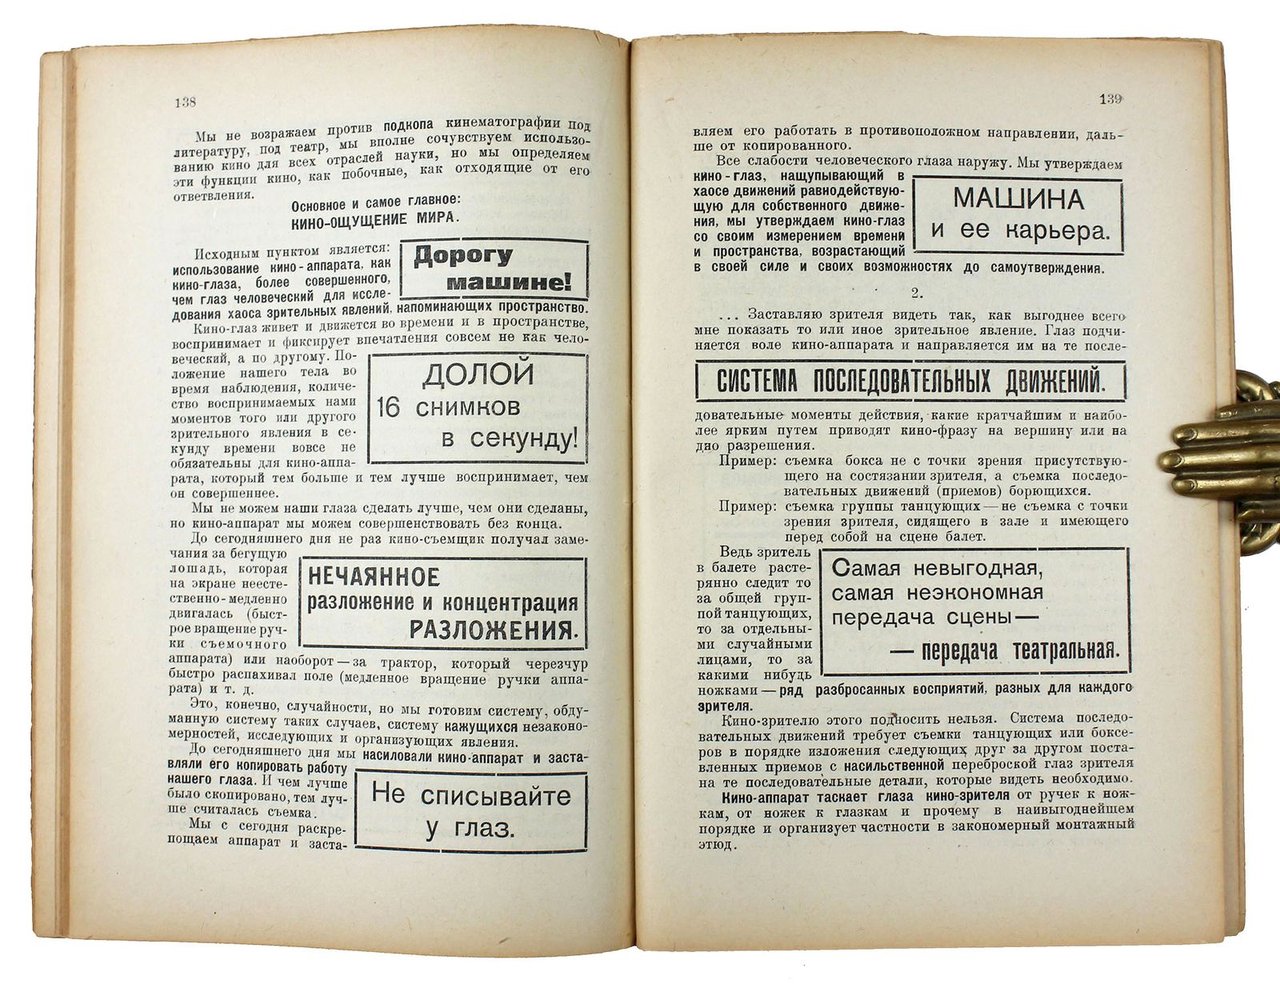 138
Мы не возражаем против подкопа кинематографии под
литературу, под театр, мы вполне сочувствуем использо-
ванию кино для всех отраслей науки, но мы определяем
эти функции кино, как побочные, как отходящие от его
ответвления.
Основное и самое главное:
КИНО-ОЩУЩЕНИЕ МИРА.
Исходным пунктом является:
использование кино-аппарата, как
кино-глаза, более совершенного,
чем глаз человеческий для иссле-
дования хаоса зрительных явлений, напоминающих пространство.
Дорогу
машине!
Кино-глаз живет и движется во времени и в пространстве,
воспринимает и фиксирует впечатления совсем не как чело-
веческий, а по другому. По-
ложение нашего тела во
время наблюдения, количе-
ство воспринимаемых нами
моментов того или другого
зрительного явления в се-
кунду времени вовсе не
обязательны для кино-аппа-
рата, который тем больше и тем лучше воспринимает, чем
он совершеннее.
ДОЛОЙ
16 снимков
в секунду!
Мы не можем наши глаза сделать лучше, чем они сделаны,
но кино-аппарат мы можем совершенствовать без конца.
До сегодняшнего дня не раз кино-съемщик получал заме-
чания за бегущую
лошадь, которая
на экране неесте-
ственно-медленно
двигалась (быст-
рое вращение руч-
ки съемочного
аппарата) или наоборот — за трактор, который черезчур
быстро распахивал поле (медленное вращение ручки аппа-
рата) и т. д.
НЕЧАЯННОЕ
разложение и концентрация
РАЗЛОЖЕНИЯ.
Это, конечно, случайности, но мы готовим систему, обду-
манную систему таких случаев, систему кажущихся незаконо-
мерностей, исследующих и организующих явления.
До сегодняшнего дня мы насиловали кино-аппарат и заста-
вляли его копировать работу
нашего глаза. И чем лучше
было скопировано, тем луч-
ше считалась съемка.
Мы с сегодня раскре-
пощаем аппарат и заста-
Не списывайте
у глаз.
139
вляем его работать в противоположном направлении, даль-
ше от копированного.
Все слабости человеческого глаза наружу. Мы утверждаем
кино-глаз, нащупывающий в
хаосе движений равнодействую-
щую для собственного движе-
ния, мы утверждаем кино-глаз
со своим измерением времени
и пространства, возрастающий
в своей силе и своих возможностях до самоутверждения.
МАШИНА
и ее карьера.
2.
... Заставляю зрителя видеть так, как выгоднее всего
мне показать то или иное зрительное явление. Глаз подчи-
няется воле кино-аппарата и направляется им на те после-
СИСТЕМА ПОСЛЕДОВАТЕЛЬНЫХ ДВИЖЕНИЙ.
довательные моменты действия, какие кратчайшим и наибо-
лее ярким путем приводят кино-фразу на вершину или на
дно разрешения.
Пример: съемка бокса не с точки зрения присутствую-
щего на состязании зрителя, а съемка последо-
вательных движений (приемов) борющихся.
Пример: съемка группы танцующих — не съемка с точки
зрения зрителя, сидящего в зале и имеющего
перед собой на сцене балет.
Ведь зритель
в балете расте-
рянно следит то
за общей груп-
пой танцующих,
то за отдельны-
ми случайными
лицами, то за
какими нибудь
ножками — ряд разбросанных восприятий, разных для каждого
зрителя.
Самая невыгодная,
самая неэкономная
передача сцены —
— передача театральная.
Кино-зрителю этого подносить нельзя. Система последо-
вательных движений требует съемки танцующих или боксе-
ров в порядке изложения следующих друг за другом поста-
вленных приемов с насильственной переброской глаз зрителя
на те последовательные детали, которые видеть необходимо.
Кино-аппарат таскает глаза кино-зрителя от ручек к нож-
кам, от ножек к глазкам и прочему в наивыгоднейшем
порядке и организует частности в закономерный монтажный
этюд.